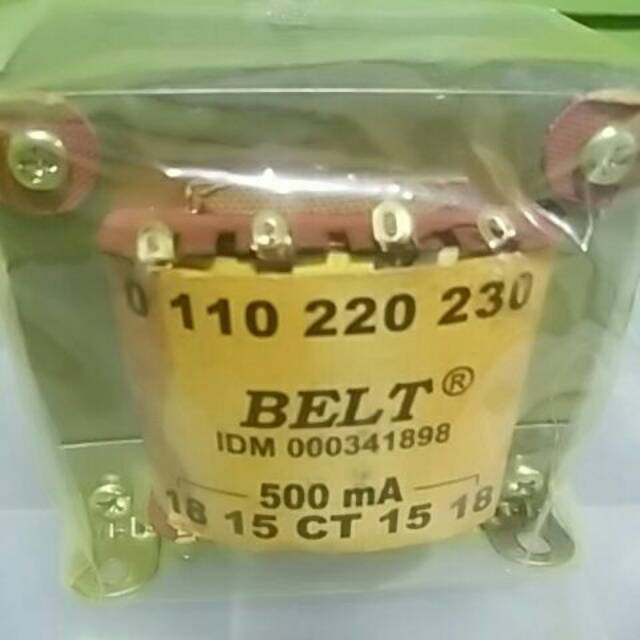 0 110 220 230
BELT®
IDM 000341898
500 mA
18 15 CT 15 18